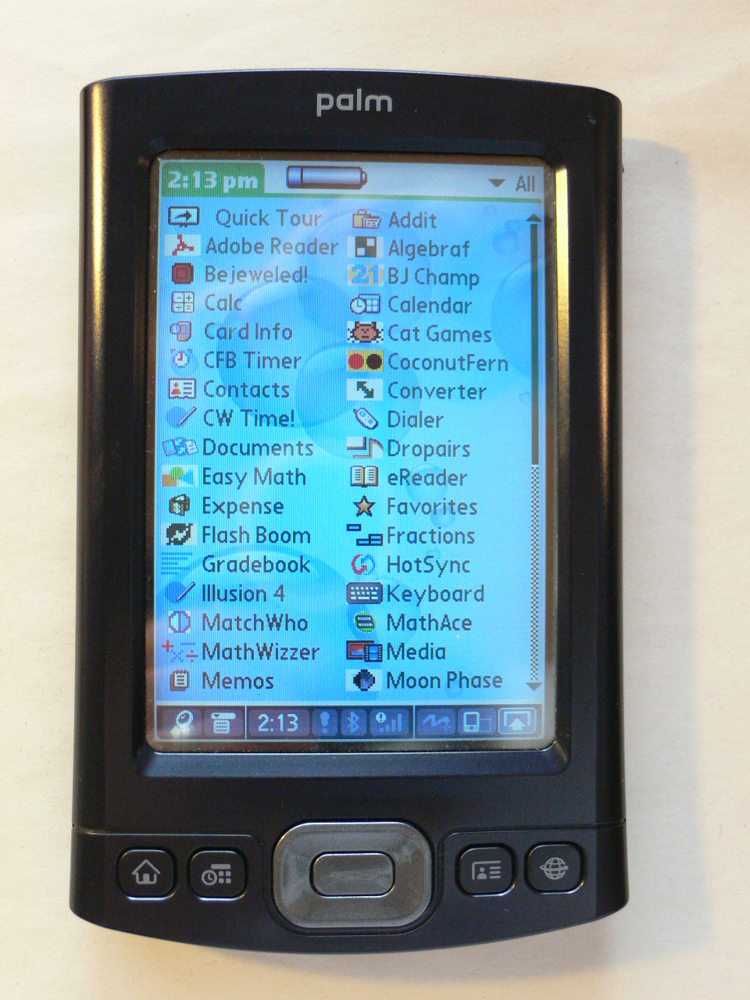 palm
2:13 pm All
Quick Tour Addit
Adobe Reader Algebraf
Bejeweled! BJ Champ
Calc Calendar
Card Info Cat Games
CFB Timer CoconutFern
Contacts Converter
CW Time! Dialer
Documents Dropairs
Easy Math eReader
Expense Favorites
Flash Boom Fractions
Gradebook HotSync
Illusion 4 Keyboard
MatchWho MathAce
MathWizzer Media
Memos Moon Phase
2:13